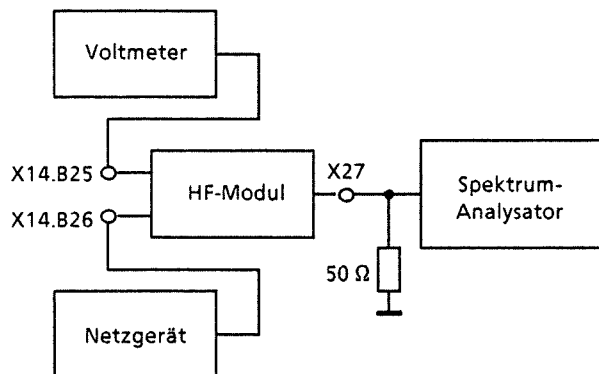 Voltmeter
X14.B25
X14.B26
HF-Modul
X27
Spektrum-
Analysator
50 Ω
Netzgerät